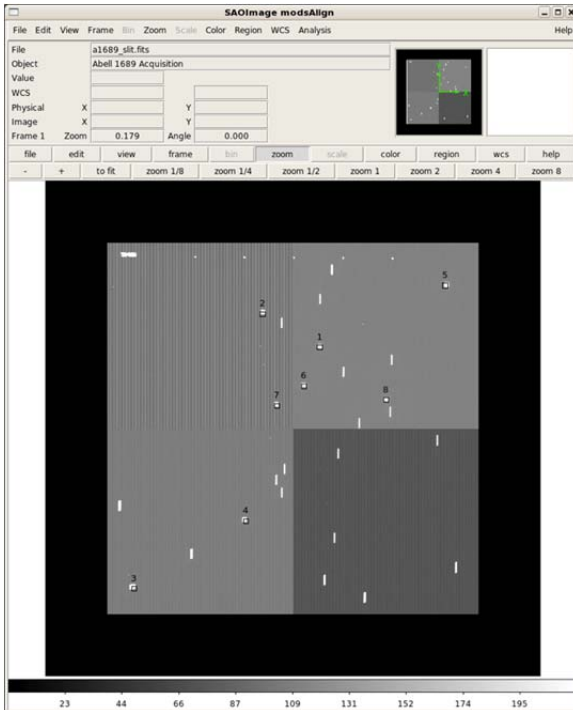 SAOImage modsAlign
File Edit View Frame Bin Zoom Scale Color Region WCS Analysis Help
File a1689_slit.fits
Object Abell 1689 Acquisition
Value
WCS
Physical X Y
Image X Y
Frame 1 Zoom 0.179 Angle 0.000
file edit view frame bin zoom scale color region wcs help
- + to fit zoom 1/8 zoom 1/4 zoom 1/2 zoom 1 zoom 2 zoom 4 zoom 8
5
2
1
6
8
7
4
3
23 44 66 87 109 131 152 174 195